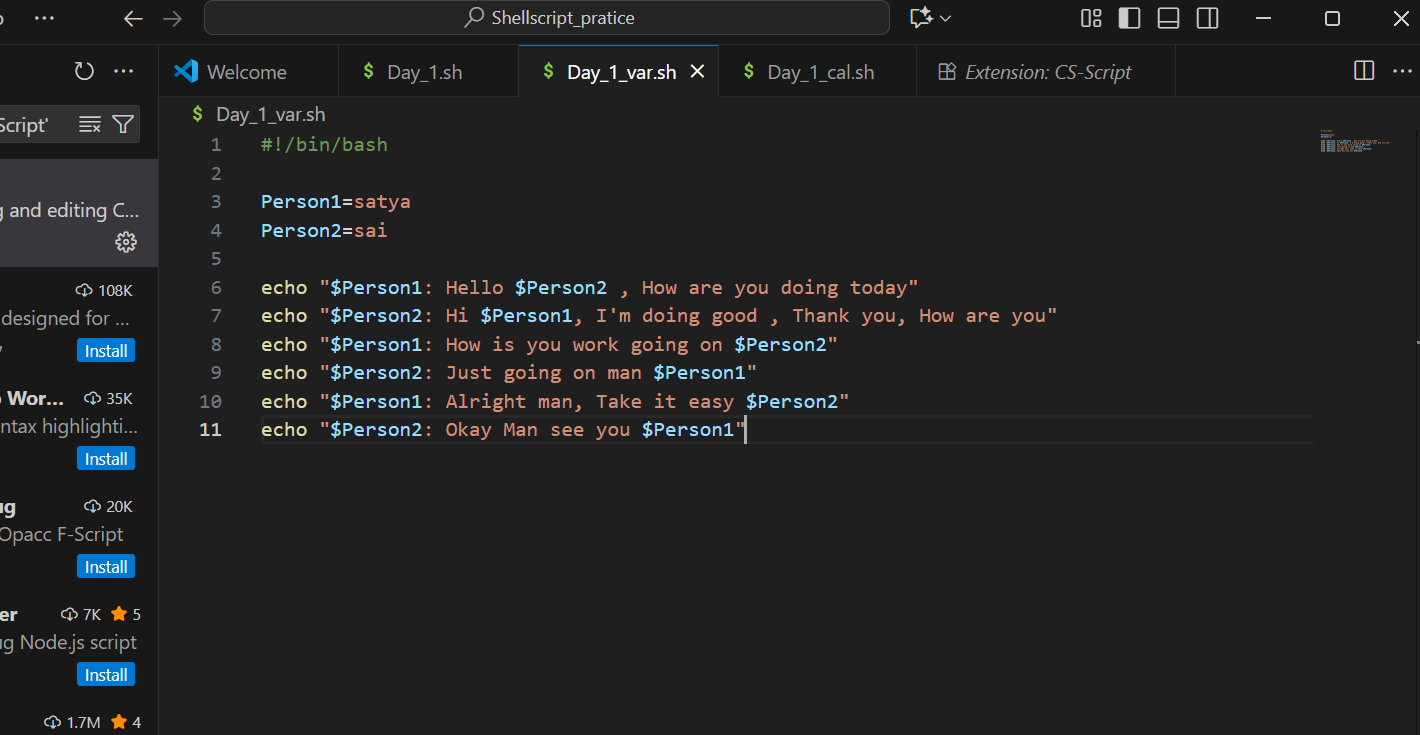 Shellscript_pratice
Welcome
$ Day_1.sh
$ Day_1_var.sh
$ Day_1_cal.sh
Extension: CS-Script
Script'
$ Day_1_var.sh
1 #!/bin/bash
2
3 Person1=satya
4 Person2=sai
5
6 echo "$Person1: Hello $Person2 , How are you doing today"
7 echo "$Person2: Hi $Person1, I'm doing good , Thank you, How are you"
8 echo "$Person1: How is you work going on $Person2"
9 echo "$Person2: Just going on man $Person1"
10 echo "$Person1: Alright man, Take it easy $Person2"
11 echo "$Person2: Okay Man see you $Person1"
g and editing C...
108K
designed for ...
Install
Wor... 35K
ntax highlighti...
Install
ug 20K
Opacc F-Script
Install
er 7K 5
ug Node.js script
Install
1.7M 4